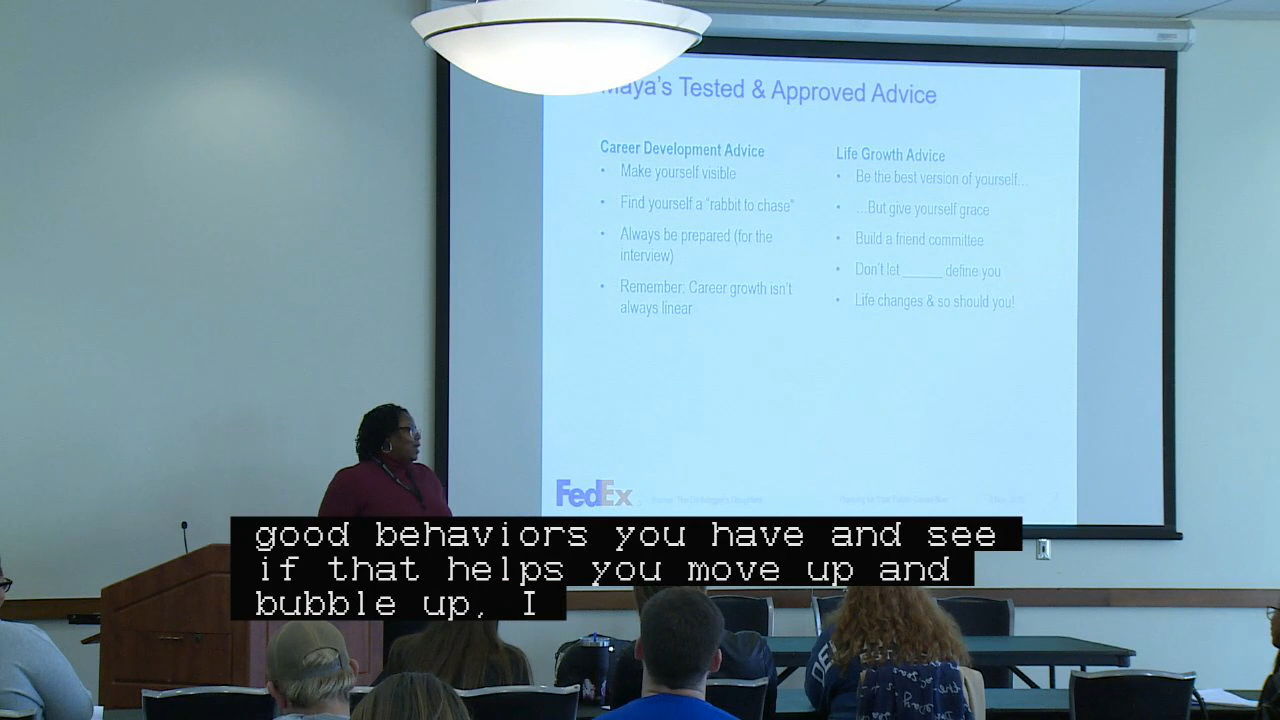 Maya's Tested & Approved Advice
Career Development Advice
• Make yourself visible
• Find yourself a "rabbit to chase"
• Always be prepared (for the
interview)
• Remember: Career growth isn't
always linear
Life Growth Advice
• Be the best version of yourself…
• …But give yourself grace
• Build a friend committee
• Don't let ______ define you
• Life changes & so should you!
FedEx
good behaviors you have and see
if that helps you move up and
bubble up, I